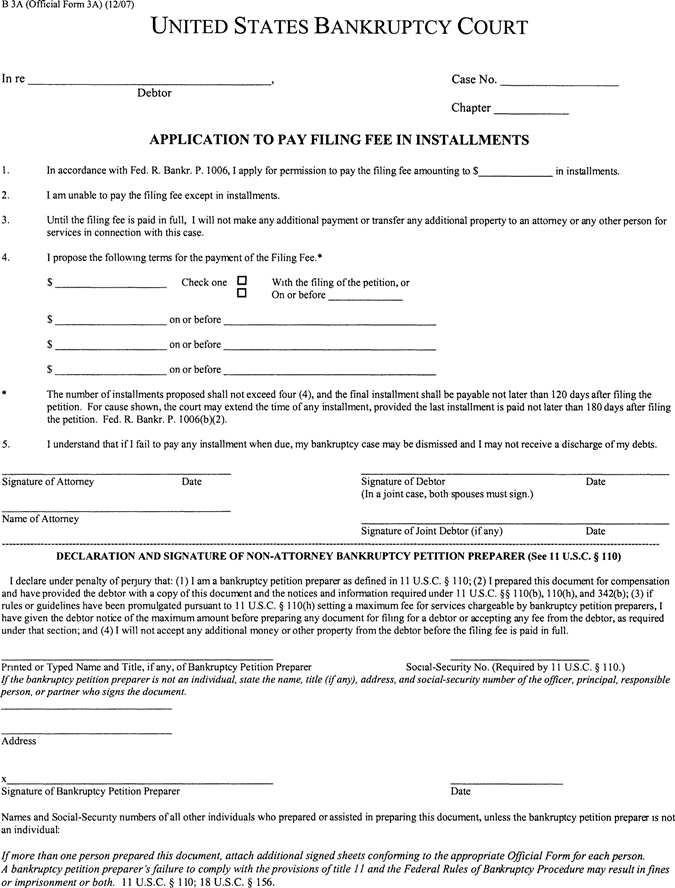 B 3A (Official Form 3A) (12/07)
UNITED STATES BANKRUPTCY COURT
In re ______________________________,
Debtor
Case No. ____________________
Chapter ____________
APPLICATION TO PAY FILING FEE IN INSTALLMENTS
1. In accordance with Fed. R. Bankr. P. 1006, I apply for permission to pay the filing fee amounting to $_____________ in installments.
2. I am unable to pay the filing fee except in installments.
3. Until the filing fee is paid in full, I will not make any additional payment or transfer any additional property to an attorney or any other person for
services in connection with this case.
4. I propose the following terms for the payment of the Filing Fee.*
$ ____________________ Check one ☐ With the filing of the petition, or
☐ On or before _____________
$ ____________________ on or before ______________________________
$ ____________________ on or before ______________________________
$ ____________________ on or before ______________________________
* The number of installments proposed shall not exceed four (4), and the final installment shall be payable not later than 120 days after filing the
petition. For cause shown, the court may extend the time of any installment, provided the last installment is paid not later than 180 days after filing
the petition. Fed. R. Bankr. P. 1006(b)(2).
5. I understand that if I fail to pay any installment when due, my bankruptcy case may be dismissed and I may not receive a discharge of my debts.
Signature of Attorney Date
Signature of Debtor Date
(In a joint case, both spouses must sign.)
Name of Attorney
Signature of Joint Debtor (if any) Date
DECLARATION AND SIGNATURE OF NON-ATTORNEY BANKRUPTCY PETITION PREPARER (See 11 U.S.C. § 110)
I declare under penalty of perjury that: (1) I am a bankruptcy petition preparer as defined in 11 U.S.C. § 110; (2) I prepared this document for compensation
and have provided the debtor with a copy of this document and the notices and information required under 11 U.S.C. §§ 110(b), 110(h), and 342(b); (3) if
rules or guidelines have been promulgated pursuant to 11 U.S.C. § 110(h) setting a maximum fee for services chargeable by bankruptcy petition preparers, I
have given the debtor notice of the maximum amount before preparing any document for filing for a debtor or accepting any fee from the debtor, as required
under that section; and (4) I will not accept any additional money or other property from the debtor before the filing fee is paid in full.
Printed or Typed Name and Title, if any, of Bankruptcy Petition Preparer Social-Security No. (Required by 11 U.S.C. § 110.)
If the bankruptcy petition preparer is not an individual, state the name, title (if any), address, and social-security number of the officer, principal, responsible
person, or partner who signs the document.
Address
x______________________________
Signature of Bankruptcy Petition Preparer Date
Names and Social-Security numbers of all other individuals who prepared or assisted in preparing this document, unless the bankruptcy petition preparer is not
an individual:
If more than one person prepared this document, attach additional signed sheets conforming to the appropriate Official Form for each person.
A bankruptcy petition preparer's failure to comply with the provisions of title 11 and the Federal Rules of Bankruptcy Procedure may result in fines
or imprisonment or both. 11 U.S.C. § 110; 18 U.S.C. § 156.